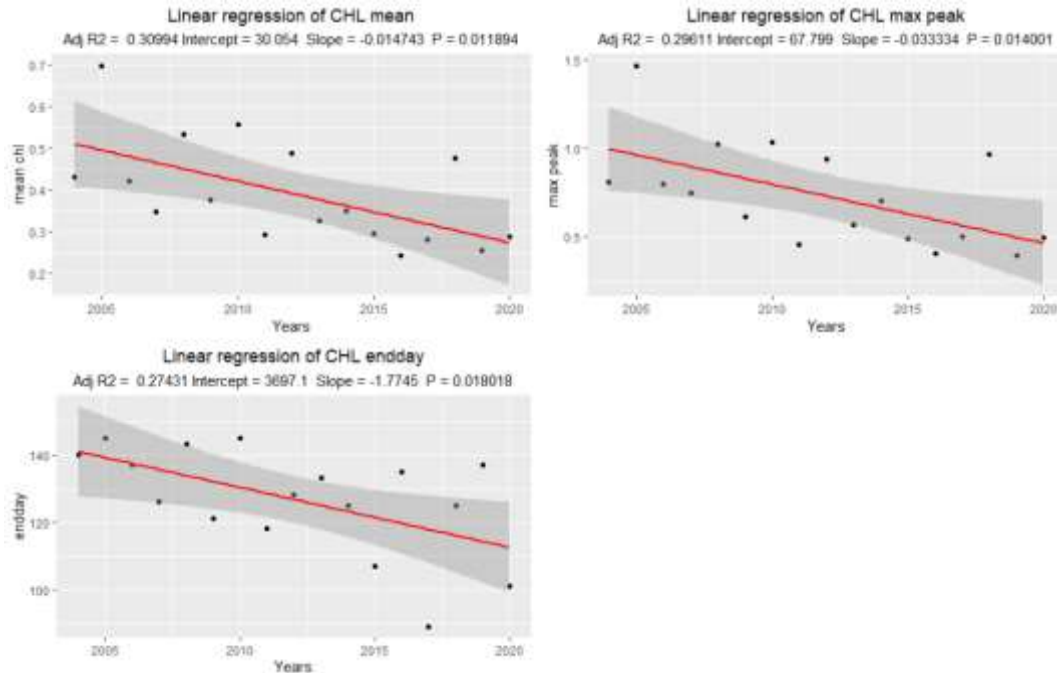 Linear regression of CHL mean
Adj R2 = 0.30994 Intercept = 30.054 Slope = -0.014743 P = 0.011894
0.7
0.6
0.5
0.4
0.3
0.2
mean chl
2005 2010 2015 2020
Years
Linear regression of CHL max peak
Adj R2 = 0.29611 Intercept = 67.799 Slope = -0.033334 P = 0.014001
1.5
1.0
0.5
max peak
2005 2010 2015 2020
Years
Linear regression of CHL endday
Adj R2 = 0.27431 Intercept = 3697.1 Slope = -1.7745 P = 0.018018
140
120
100
endday
2005 2010 2015 2020
Years